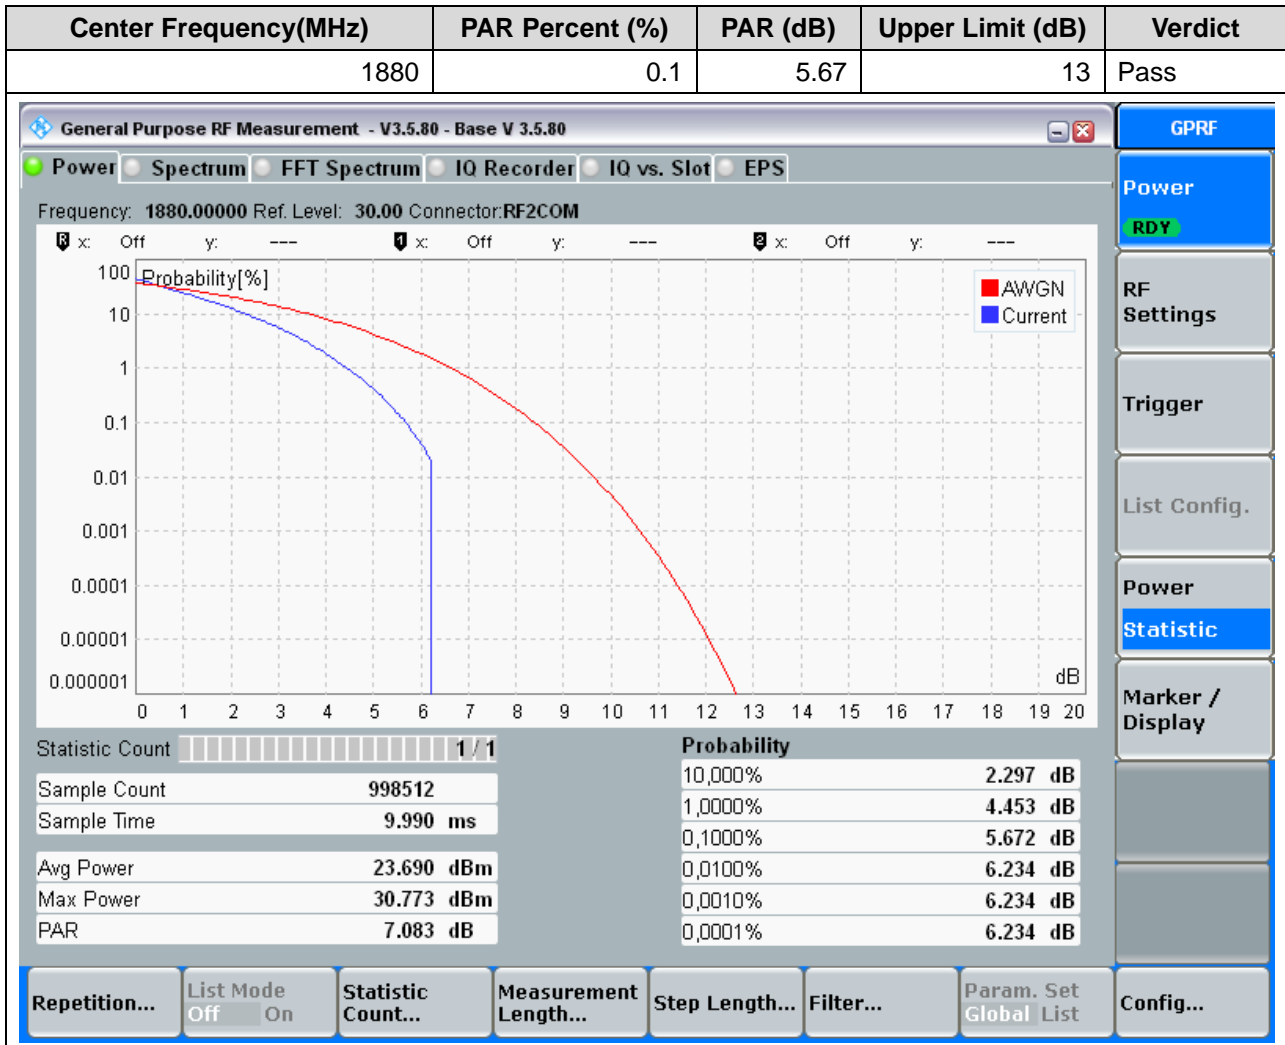 Center Frequency(MHz) PAR Percent (%) PAR (dB) Upper Limit (dB) Verdict
1880 0.1 5.67 13 Pass
General Purpose RF Measurement - V3.5.80 - Base V 3.5.80
GPRF
Power Spectrum FFT Spectrum IQ Recorder IQ vs. Slot EPS
Frequency: 1880.00000 Ref. Level: 30.00 Connector:RF2COM
R x: Off y: --- 1 x: Off y: --- 2 x: Off y: ---
Probability[%]
AWGN
Current
100
10
1
0.1
0.01
0.001
0.0001
0.00001
0.000001
dB
0 1 2 3 4 5 6 7 8 9 10 11 12 13 14 15 16 17 18 19 20
Statistic Count 1 / 1
Sample Count 998512
Sample Time 9.990 ms
Avg Power 23.690 dBm
Max Power 30.773 dBm
PAR 7.083 dB
Probability
10,000% 2.297 dB
1,0000% 4.453 dB
0,1000% 5.672 dB
0,0100% 6.234 dB
0,0010% 6.234 dB
0,0001% 6.234 dB
Power
RDY
RF
Settings
Trigger
List Config.
Power
Statistic
Marker /
Display
Repetition...
List Mode
Off On
Statistic
Count...
Measurement
Length...
Step Length...
Filter...
Param. Set
Global List
Config...